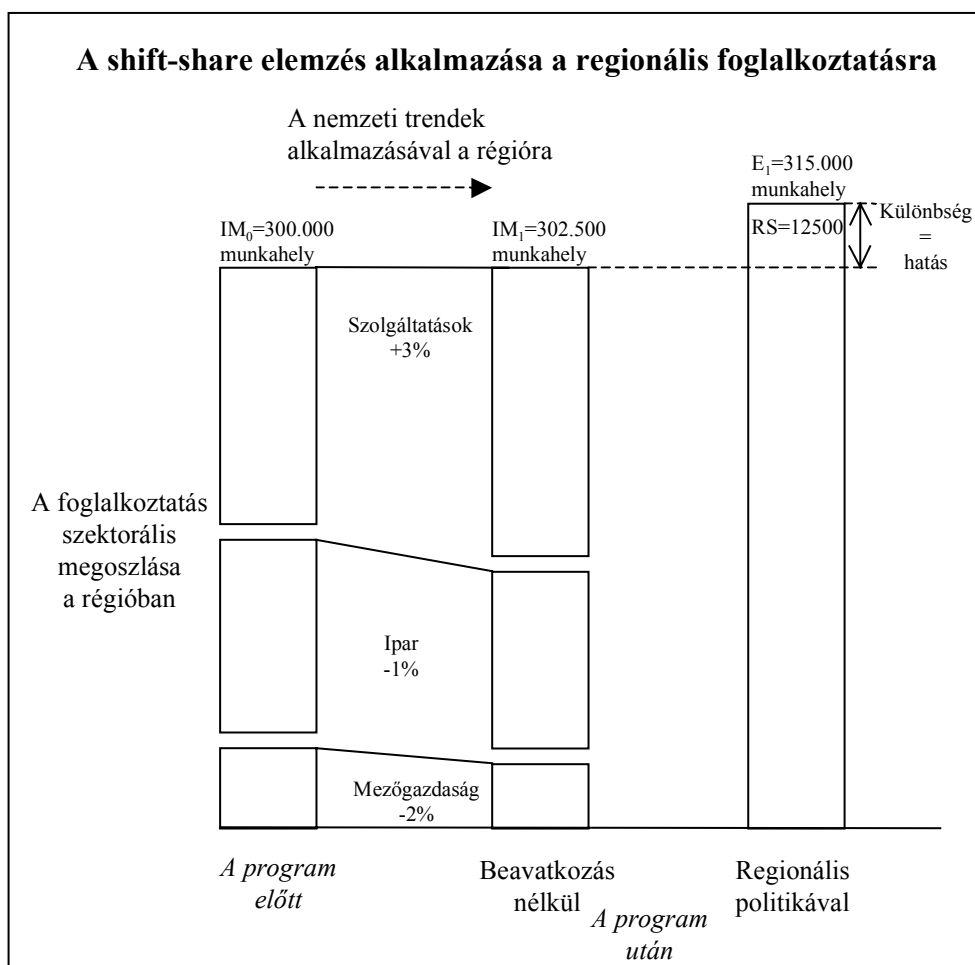 A shift-share elemzés alkalmazása a regionális foglalkoztatásra
A nemzeti trendek
alkalmazásával a régióra
IM₀=300.000
munkahely
IM₁=302.500
munkahely
E₁=315.000
munkahely
RS=12500
Különbség
=
hatás
Szolgáltatások
+3%
A foglalkoztatás
szektorális
megoszlása
a régióban
Ipar
-1%
Mezőgazdaság
-2%
A program
előtt
Beavatkozás
nélkül
Regionális
politikával
A program
után